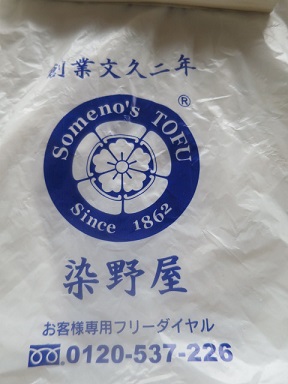 創業文久二年
®
Someno's TOFU
Since 1862
染野屋
お客様専用フリーダイヤル
0120-537-226